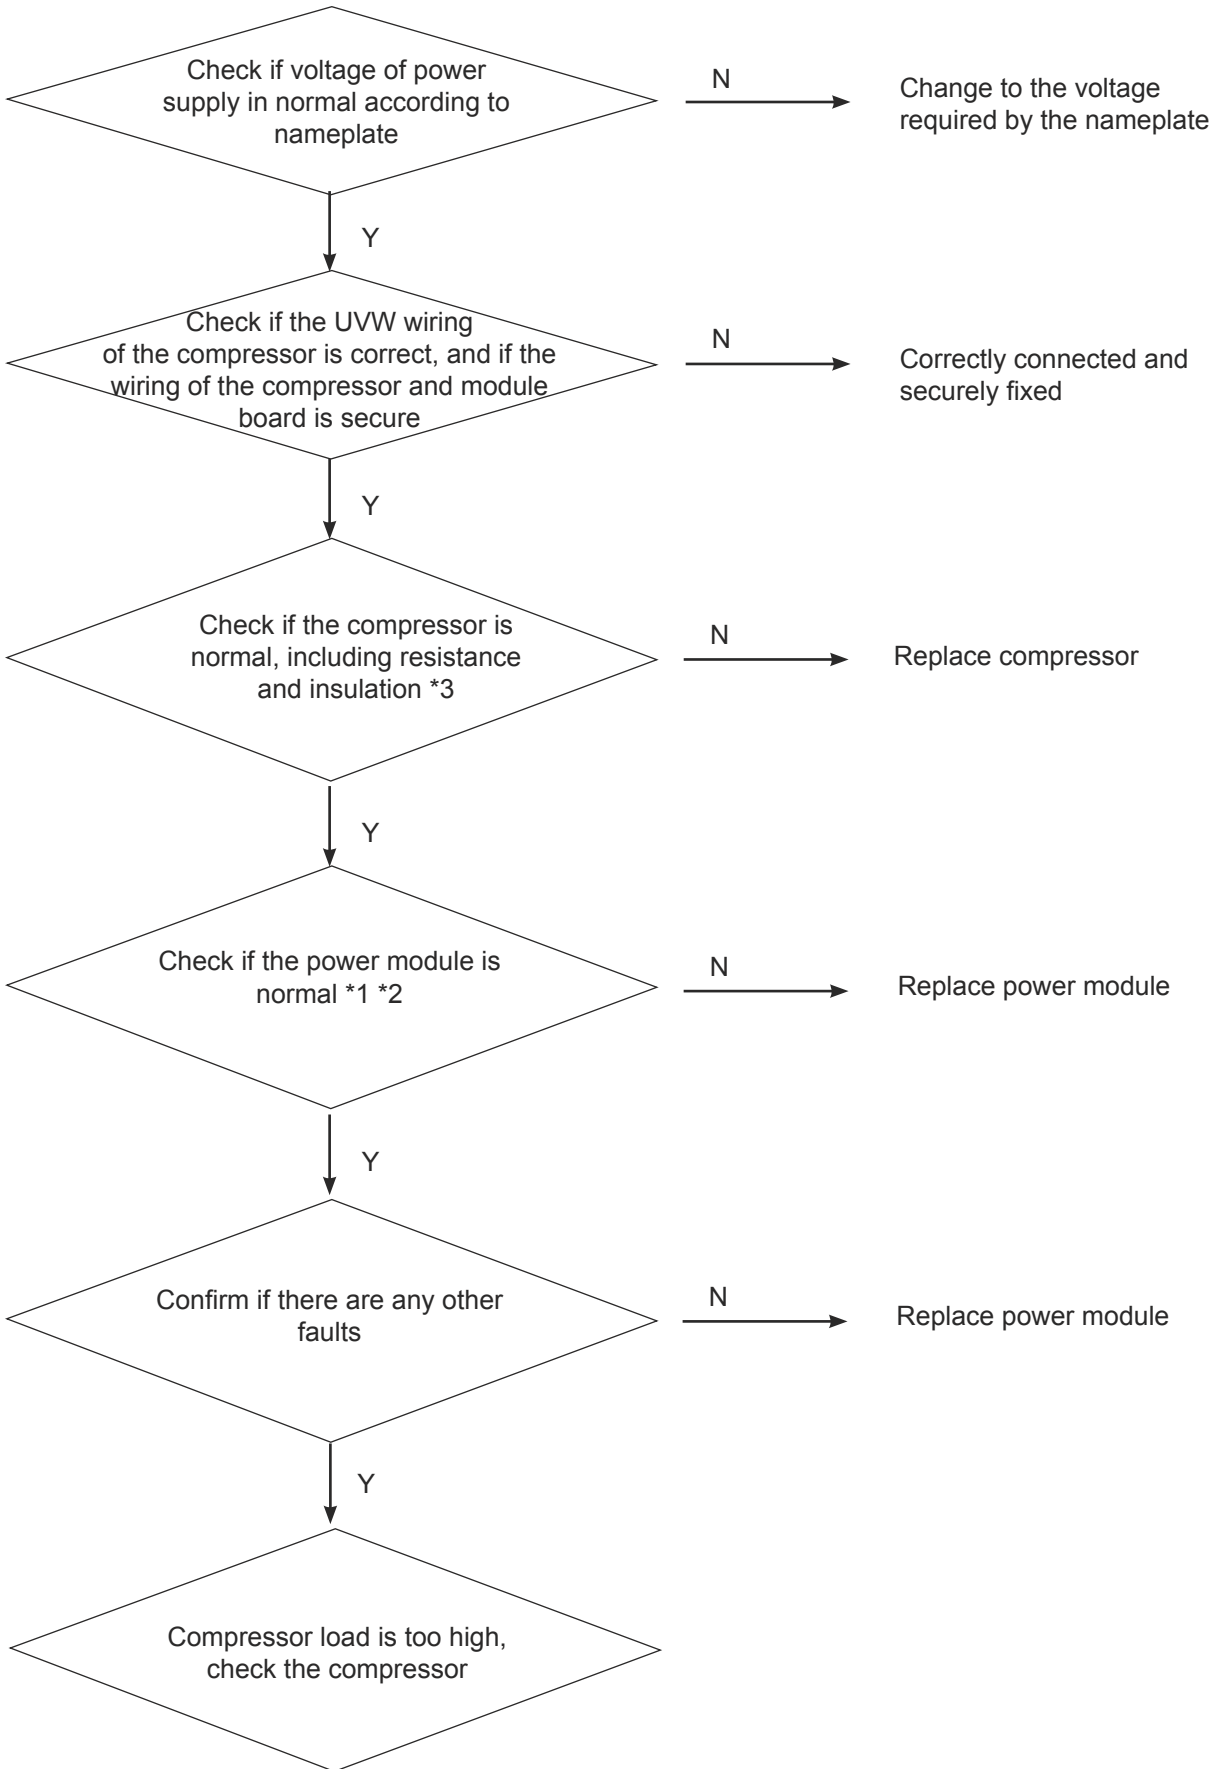 Check if voltage of power
supply in normal according to
nameplate
N
Change to the voltage
required by the nameplate
Y
Check if the UVW wiring
of the compressor is correct, and if the
wiring of the compressor and module
board is secure
N
Correctly connected and
securely fixed
Y
Check if the compressor is
normal, including resistance
and insulation *3
N
Replace compressor
Y
Check if the power module is
normal *1 *2
N
Replace power module
Y
Confirm if there are any other
faults
N
Replace power module
Y
Compressor load is too high,
check the compressor